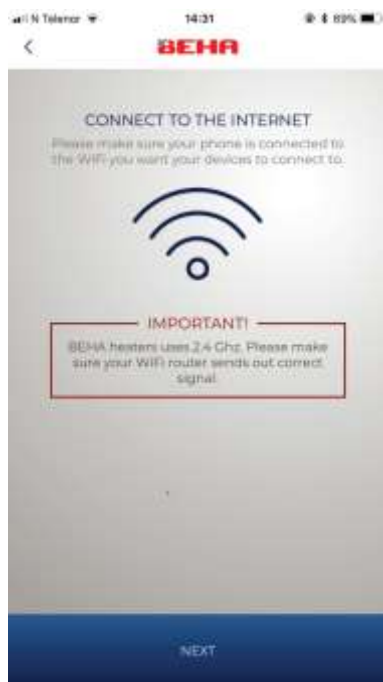 N Telenor 14:31 69%
BEHA
CONNECT TO THE INTERNET
Please make sure your phone is connected to
the WiFi you want your devices to connect to.
IMPORTANT!
BEHA heaters uses 2.4 Ghz. Please make
sure your WiFi router sends out correct
signal.
NEXT